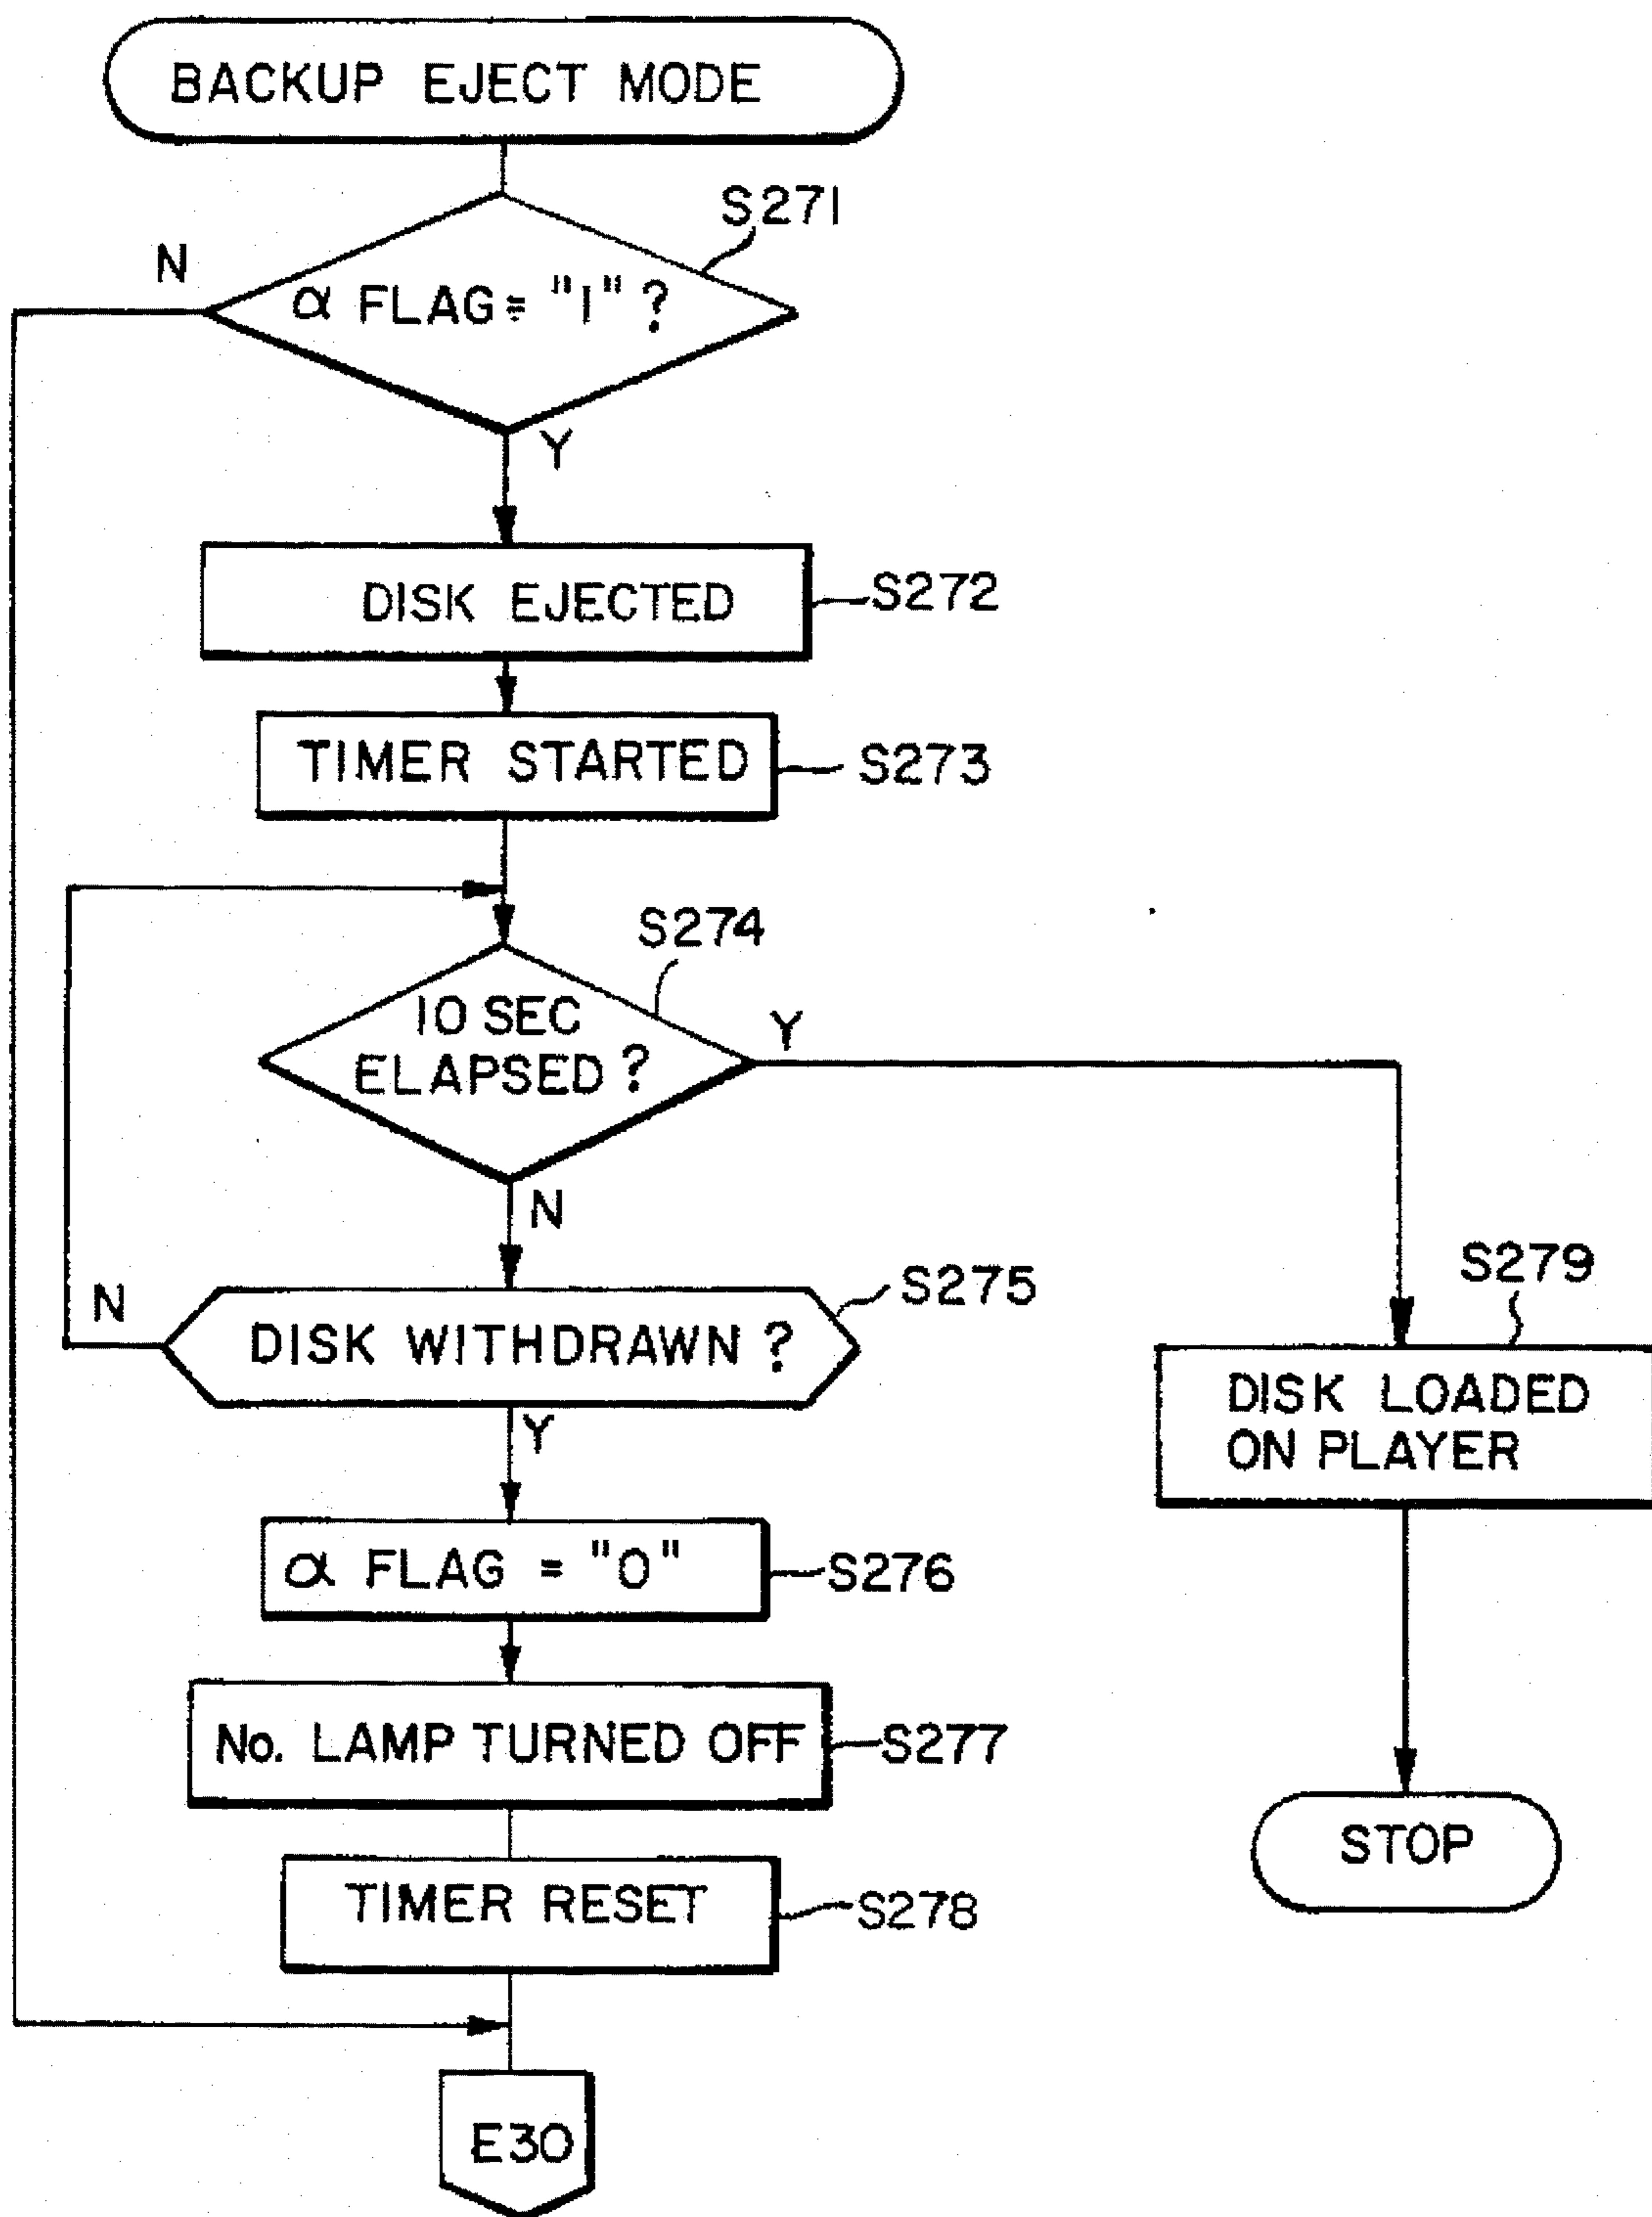 BACKUP EJECT MODE
S271
N
α FLAG = "1" ?
Y
DISK EJECTED
S272
TIMER STARTED
S273
S274
10 SEC
ELAPSED ?
Y
N
S275
N
DISK WITHDRAWN ?
Y
S279
DISK LOADED
ON PLAYER
α FLAG = "0"
S276
No. LAMP TURNED OFF
S277
STOP
TIMER RESET
S278
E30